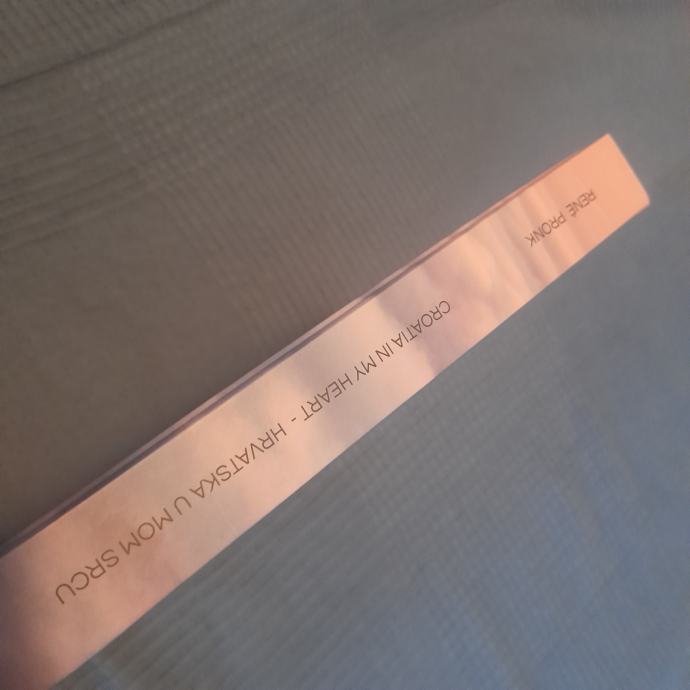 RENÉ PRONK
CROATIA IN MY HEART - HRVATSKA U MOM SRCU